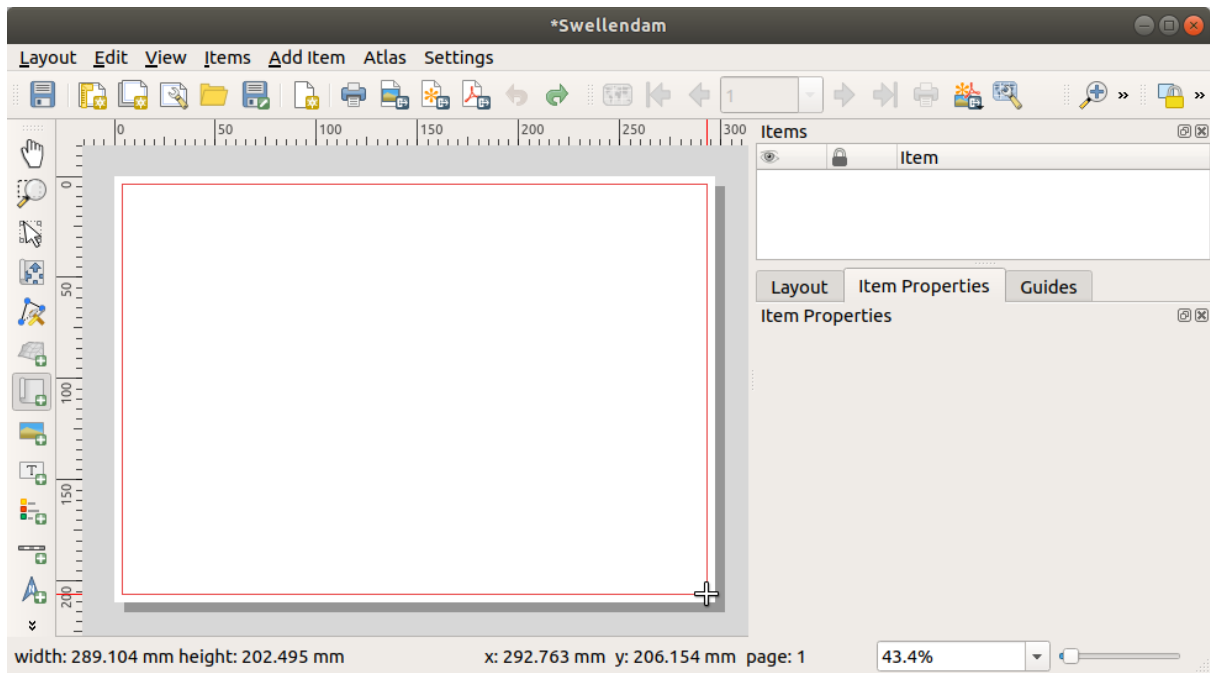 *Swellendam
Layout Edit View Items Add Item Atlas Settings
1 » »
0 50 100 150 200 250 300
Items
Item
0
50
100
150
200
Layout Item Properties Guides
Item Properties
T
width: 289.104 mm height: 202.495 mm x: 292.763 mm y: 206.154 mm page: 1 43.4%